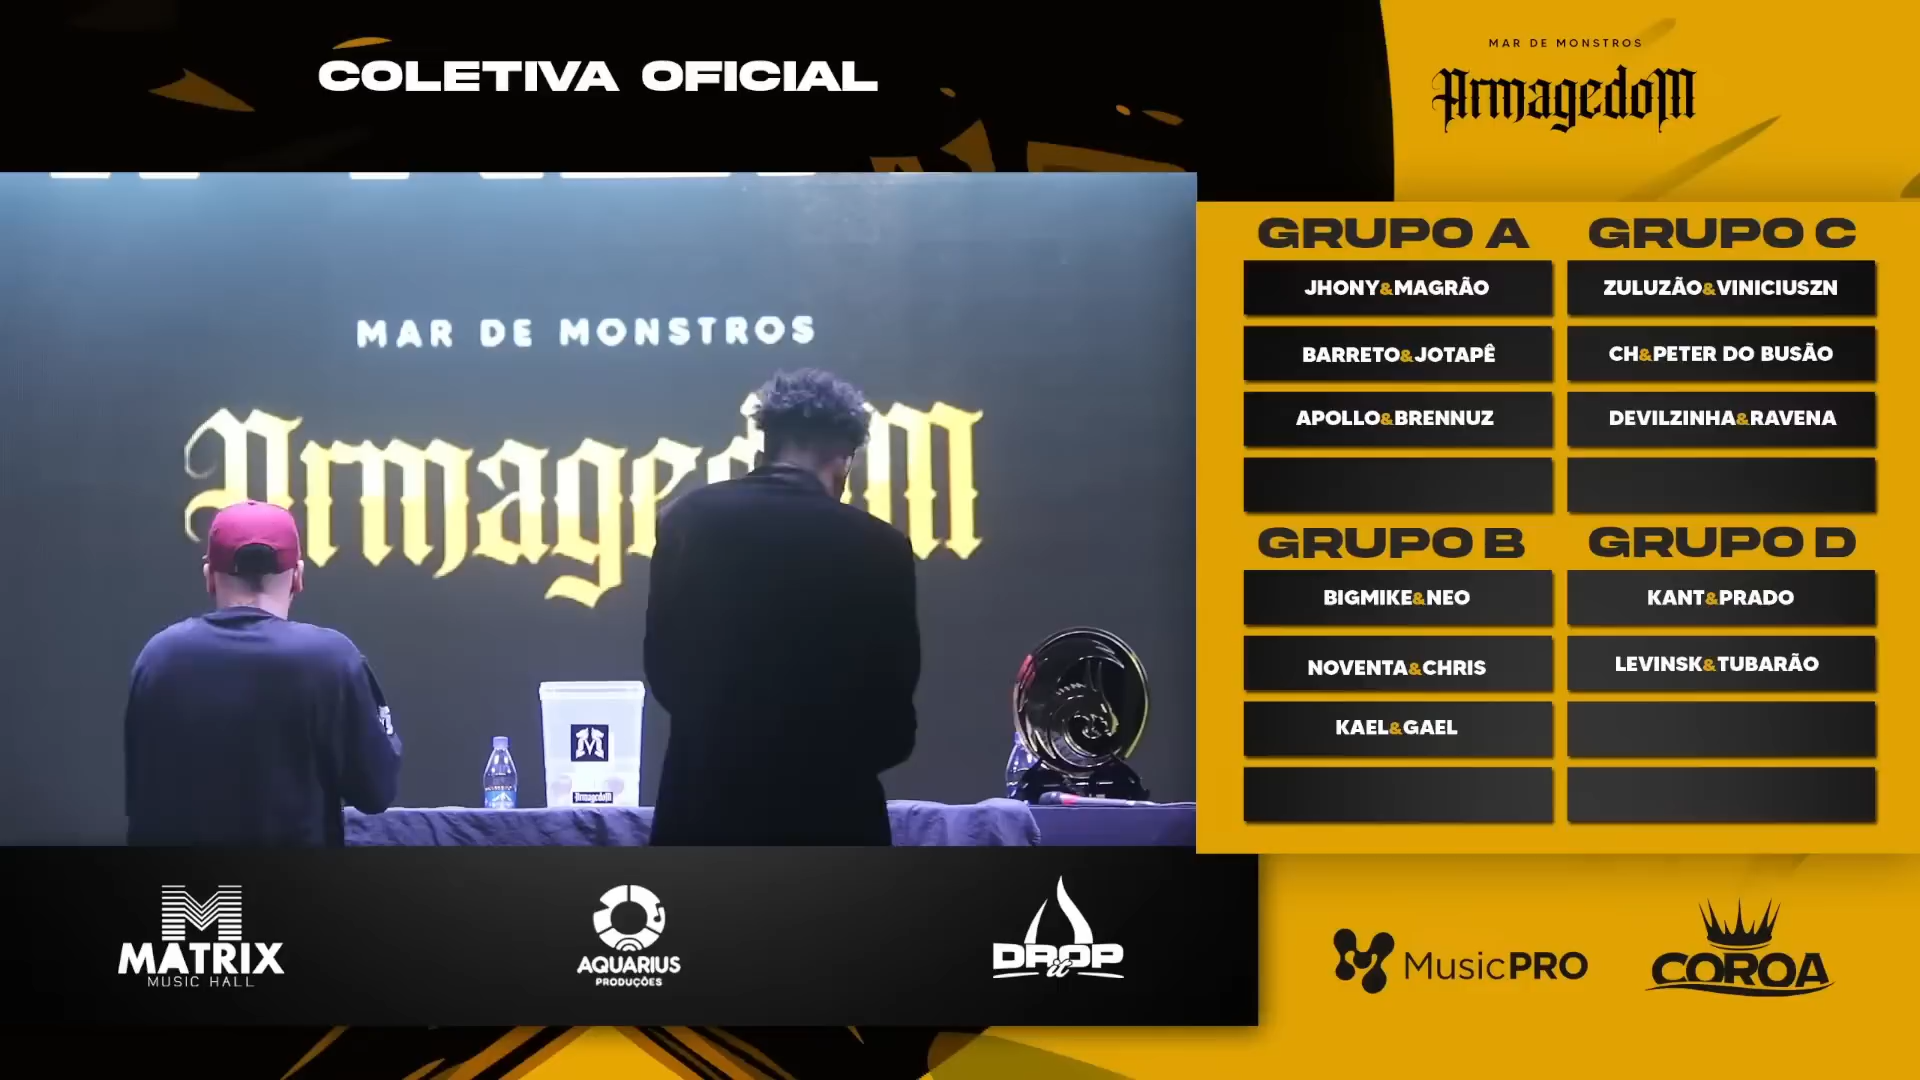 COLETIVA OFICIAL
MAR DE MONSTROS
ArmagedoM
MAR DE MONSTROS
GRUPO A
JHONY&MAGRÃO
BARRETO&JOTAPÊ
APOLLO&BRENNUZ
GRUPO C
ZULUZÃO&VINICIUSZN
CH&PETER DO BUSÃO
DEVILZINHA&RAVENA
GRUPO B
BIGMIKE&NEO
NOVENTA&CHRIS
KAEL&GAEL
GRUPO D
KANT&PRADO
LEVINSK&TUBARÃO
M
ArmagedoM
MATRIX
MUSIC HALL
AQUARIUS
PRODUÇÕES
DROP
it
MusicPRO
COROA